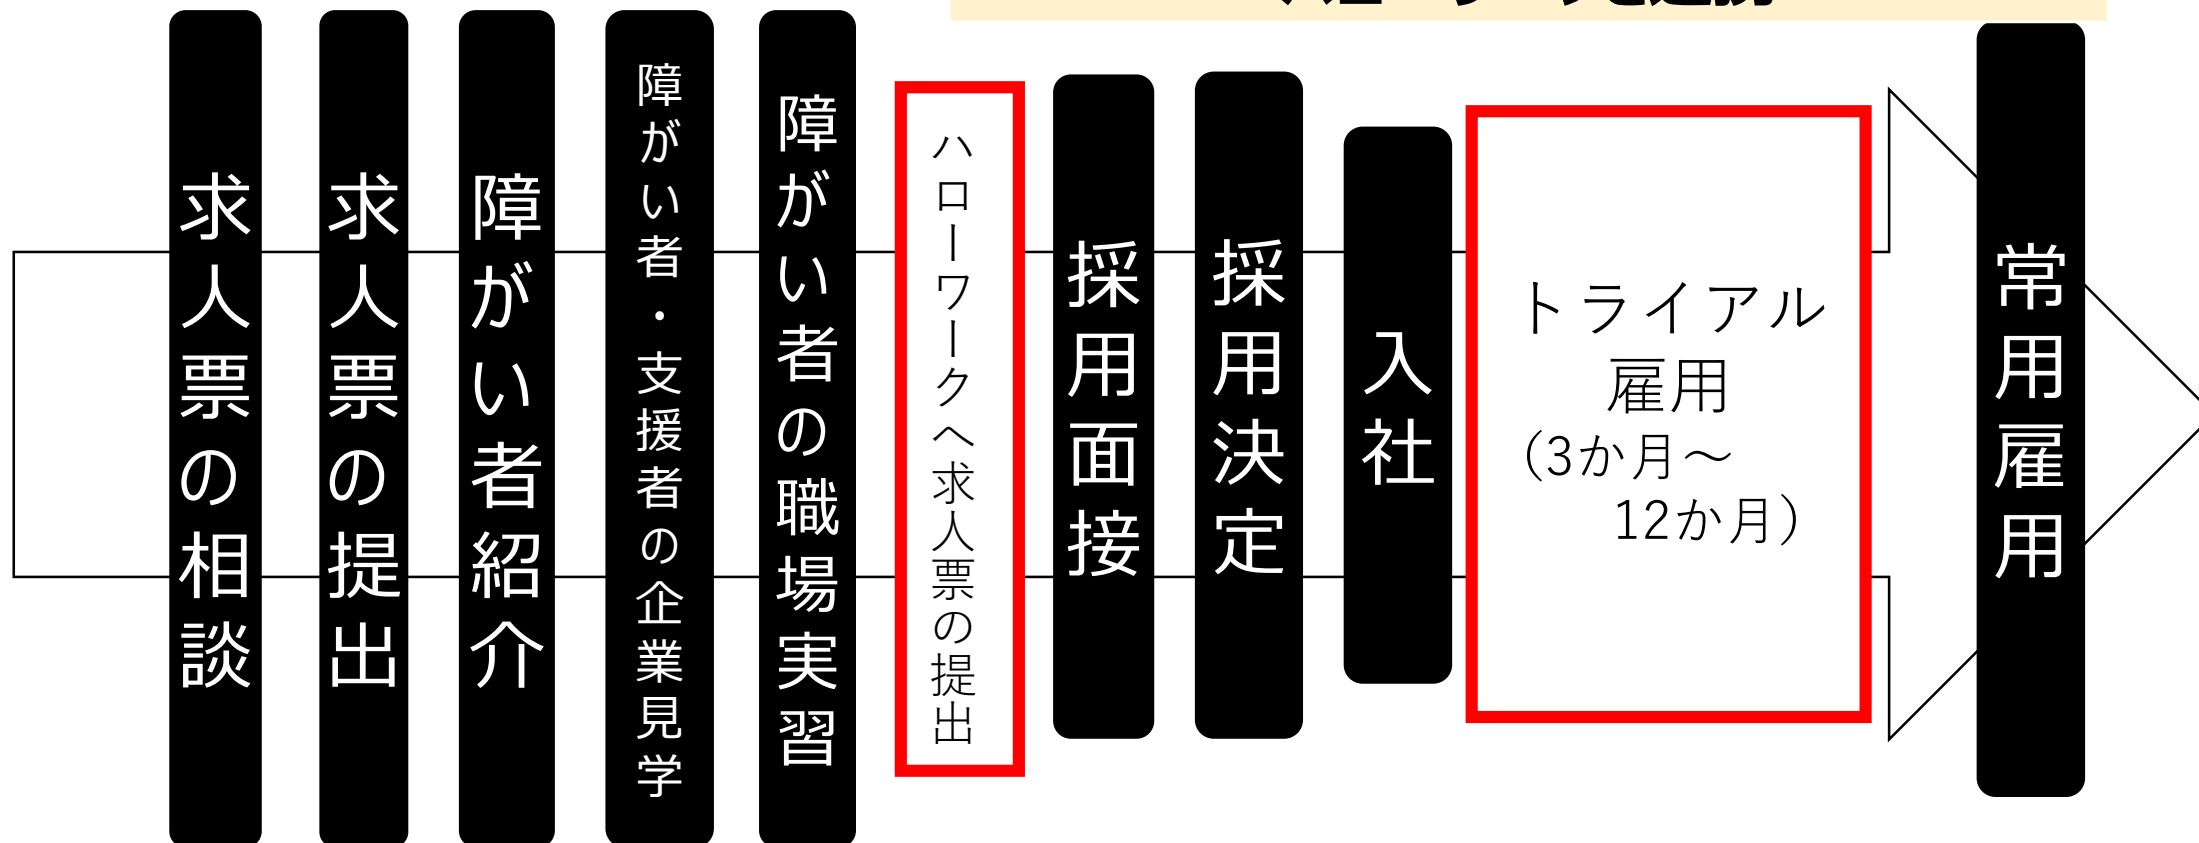 求人票の相談
求人票の提出
障がい者紹介
障がい者・支援者の企業見学
障がい者の職場実習
ハローワークへ求人票の提出
採用面接
採用決定
入社
トライアル
雇用
（3か月～
12か月）
常用雇用